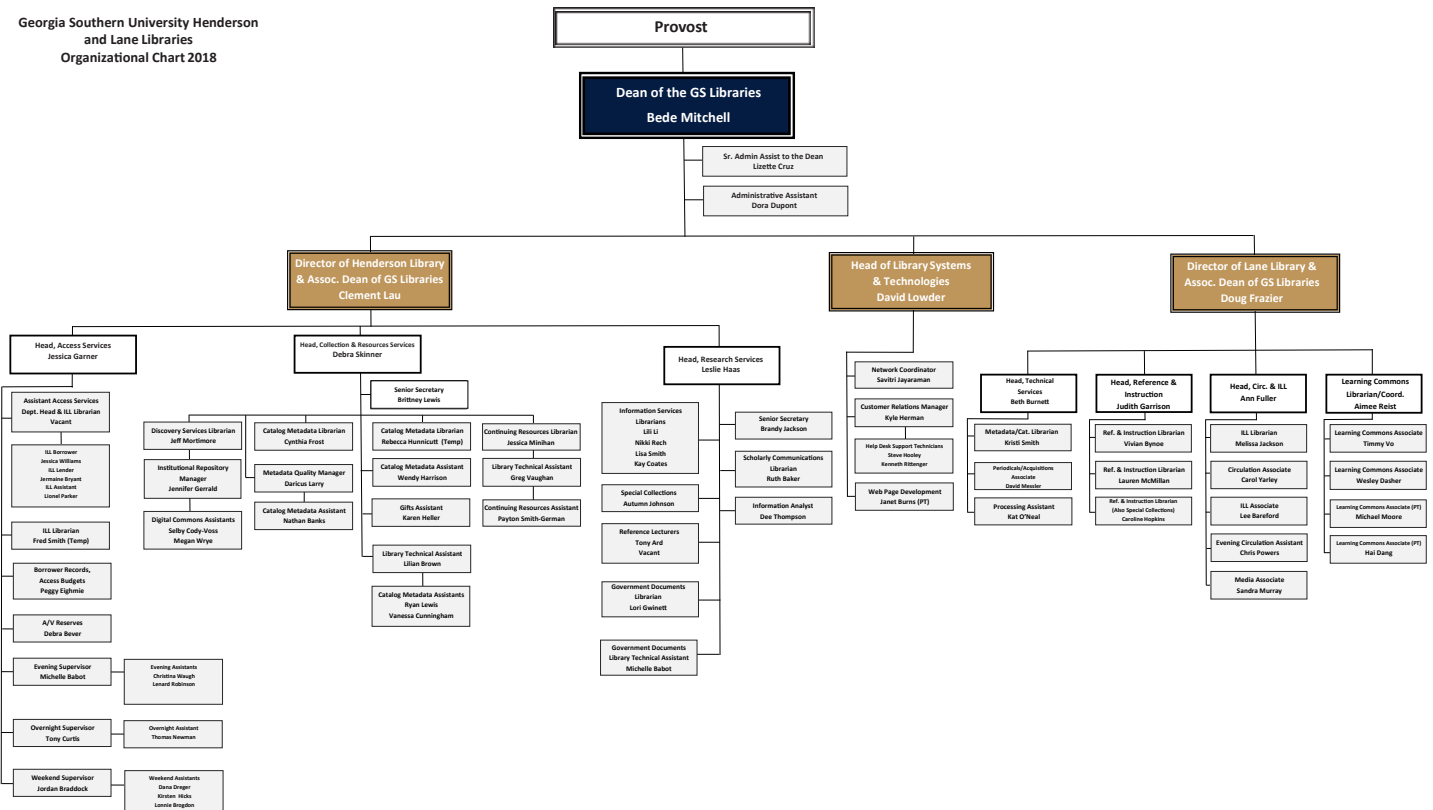 Georgia Southern University Henderson
and Lane Libraries
Organizational Chart 2018
Provost
Dean of the GS Libraries
Bede Mitchell
Sr. Admin Assist to the Dean
Lizette Cruz
Administrative Assistant
Dora Dupont
Director of Henderson Library
& Assoc. Dean of GS Libraries
Clement Lau
Head of Library Systems
& Technologies
David Lowder
Director of Lane Library &
Assoc. Dean of GS Libraries
Doug Frazier
Head, Access Services
Jessica Garner
Assistant Access Services
Dept. Head & ILL Librarian
Vacant
ILL Borrower
Jessica Williams
ILL Lender
Jermaine Bryant
ILL Assistant
Lionel Parker
ILL Librarian
Fred Smith (Temp)
Borrower Records,
Access Budgets
Peggy Eighmie
A/V Reserves
Debra Bever
Evening Supervisor
Michelle Babot
Evening Assistants
Christina Waugh
Lenard Robinson
Overnight Supervisor
Tony Curtis
Overnight Assistant
Thomas Newman
Weekend Supervisor
Jordan Braddock
Weekend Assistants
Dana Dreger
Kirsten Hicks
Lonnie Brogdon
Head, Collection & Resources Services
Debra Skinner
Senior Secretary
Brittney Lewis
Discovery Services Librarian
Jeff Mortimore
Institutional Repository
Manager
Jennifer Gerrald
Digital Commons Assistants
Selby Cody-Voss
Megan Wrye
Catalog Metadata Librarian
Cynthia Frost
Metadata Quality Manager
Daricus Larry
Catalog Metadata Assistant
Nathan Banks
Catalog Metadata Librarian
Rebecca Hunnicutt (Temp)
Catalog Metadata Assistant
Wendy Harrison
Gifts Assistant
Karen Heller
Library Technical Assistant
Lilian Brown
Catalog Metadata Assistants
Ryan Lewis
Vanessa Cunningham
Continuing Resources Librarian
Jessica Minihan
Library Technical Assistant
Greg Vaughan
Continuing Resources Assistant
Payton Smith-German
Head, Research Services
Leslie Haas
Information Services
Librarians
Lili Li
Nikki Rech
Lisa Smith
Kay Coates
Special Collections
Autumn Johnson
Reference Lecturers
Tony Ard
Vacant
Government Documents
Librarian
Lori Gwinett
Government Documents
Library Technical Assistant
Michelle Babot
Senior Secretary
Brandy Jackson
Scholarly Communications
Librarian
Ruth Baker
Information Analyst
Dee Thompson
Network Coordinator
Savitri Jayaraman
Customer Relations Manager
Kyle Herman
Help Desk Support Technicians
Steve Hooley
Kenneth Rittenger
Web Page Development
Janet Burns (PT)
Head, Technical
Services
Beth Burnett
Metadata/Cat. Librarian
Kristi Smith
Periodicals/Acquisitions
Associate
David Messler
Processing Assistant
Kat O'Neal
Head, Reference &
Instruction
Judith Garrison
Ref. & Instruction Librarian
Vivian Bynoe
Ref. & Instruction Librarian
Lauren McMillan
Ref. & Instruction Librarian
(Also Special Collections)
Caroline Hopkins
Head, Circ. & ILL
Ann Fuller
ILL Librarian
Melissa Jackson
Circulation Associate
Carol Yarley
ILL Associate
Lee Bareford
Evening Circulation Assistant
Chris Powers
Media Associate
Sandra Murray
Learning Commons
Librarian/Coord.
Aimee Reist
Learning Commons Associate
Timmy Vo
Learning Commons Associate
Wesley Dasher
Learning Commons Associate (PT)
Michael Moore
Learning Commons Associate (PT)
Hai Dang